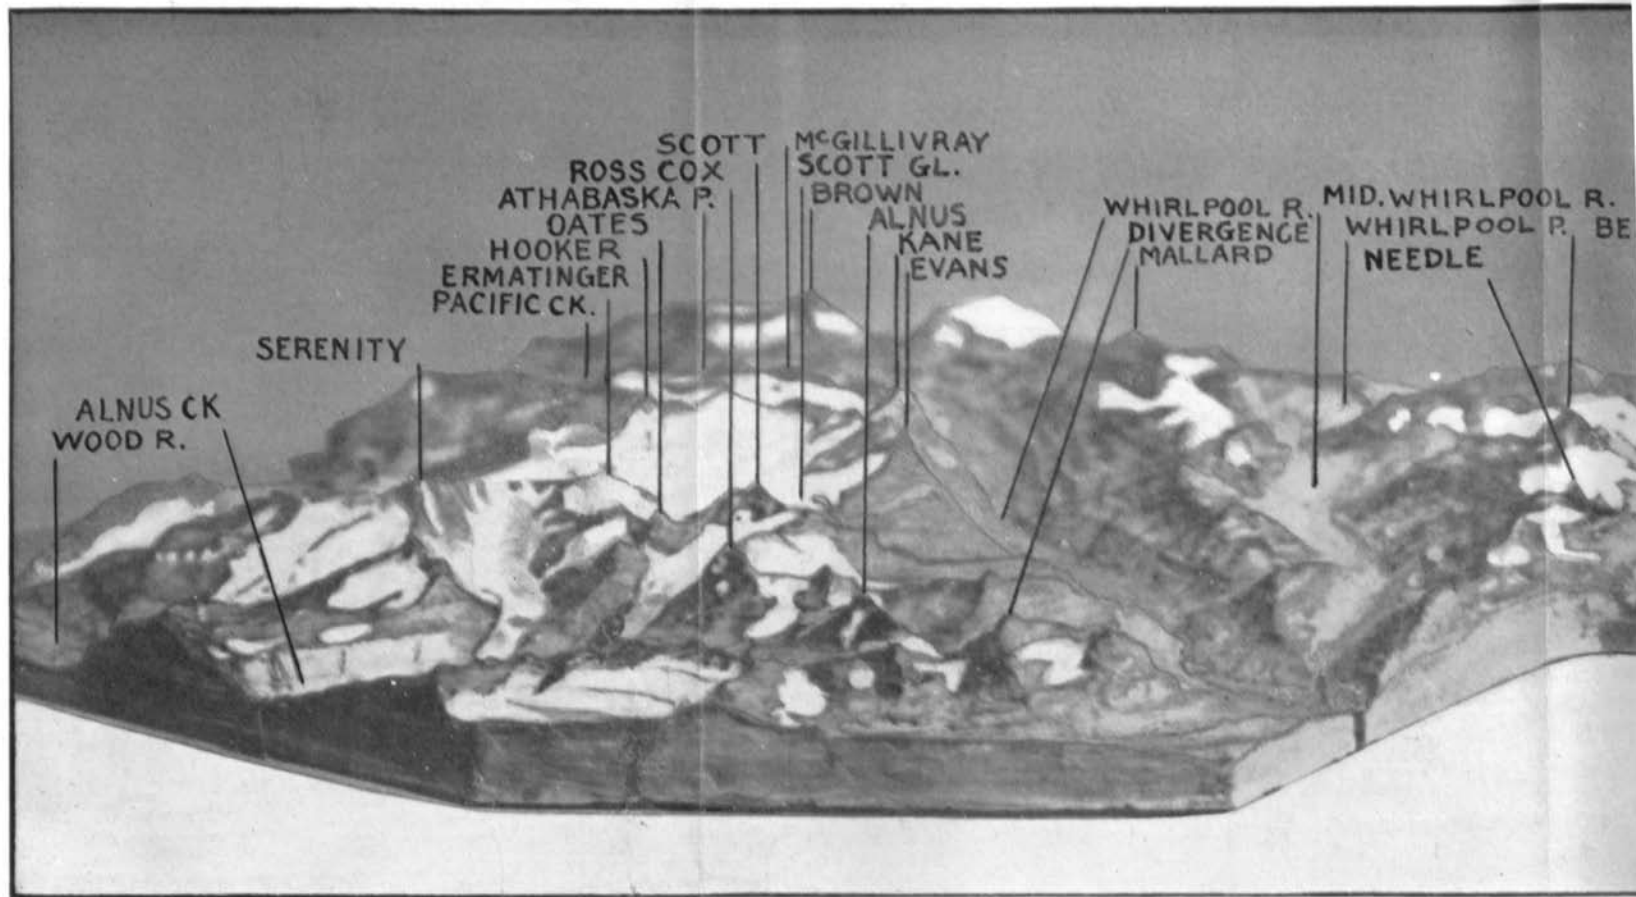 SCOTT
ROSS COX
ATHABASKA P.
OATES
HOOKER
ERMATINGER
PACIFIC CK.
SERENITY
ALNUS CK
WOOD R.
McGILLIVRAY
SCOTT GL.
BROWN
ALNUS
KANE
EVANS
WHIRLPOOL R.
DIVERGENCE
MALLARD
MID. WHIRLPOOL R.
WHIRLPOOL P. BE
NEEDLE